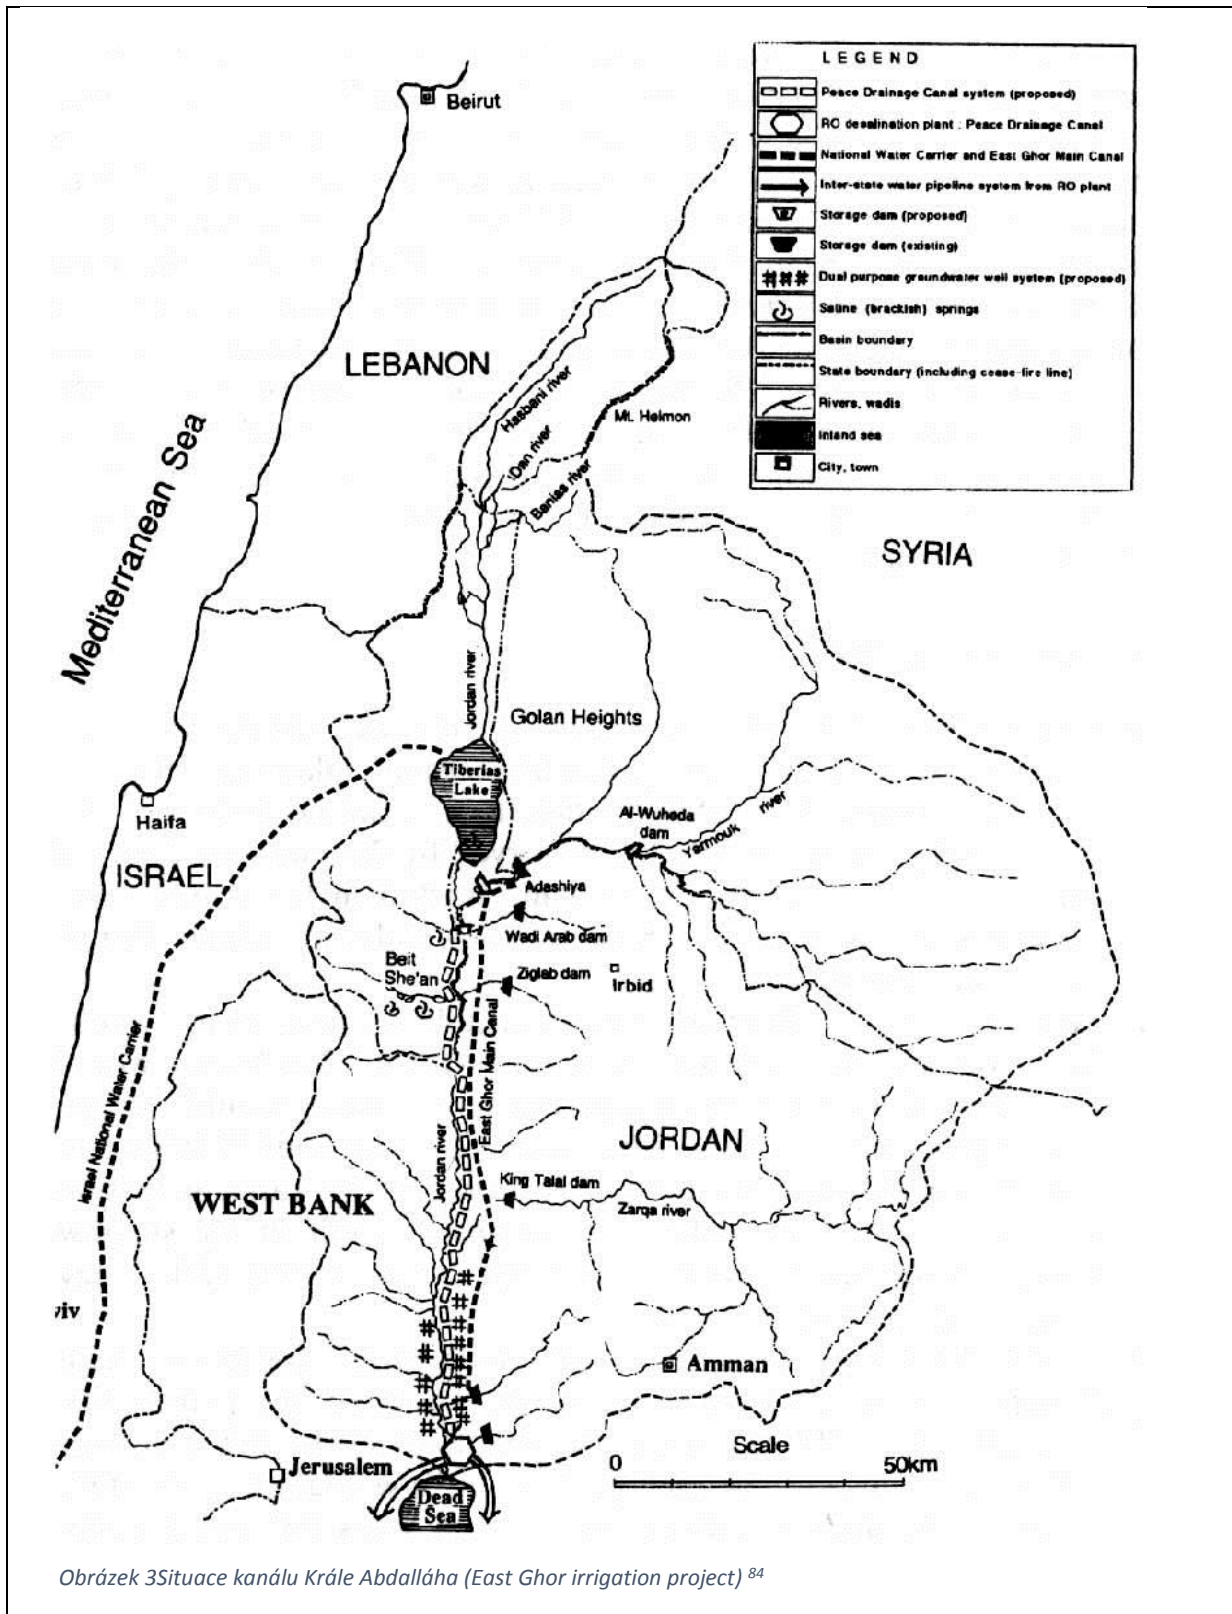 LEGEND
Peace Drainage Canal system (proposed)
RO desalination plant : Peace Drainage Canal
National Water Carrier and East Ghor Main Canal
Inter-state water pipeline system from RO plant
Storage dam (proposed)
Storage dam (existing)
Dual purpose groundwater well system (proposed)
Saline (brackish) springs
Basin boundary
State boundary (including cease-fire line)
Rivers, wadis
Inland sea
City, town
Beirut
LEBANON
Mediterranean Sea
Hasbani river
Mt. Helmon
Dan river
Banias river
SYRIA
Jordan river
Golan Heights
Tiberias
Lake
Haifa
Al-Wuheda
dam
Yarmouk river
ISRAEL
Adashiya
Wadi Arab dam
Beit
She'an
Ziglab dam
Irbid
Israel National Water Carrier
East Ghor Main Canal
Jordan river
JORDAN
King Talal dam
WEST BANK
Zarqa river
viv
Amman
Jerusalem
Scale
0 50km
Dead
Sea
Obrázek 3Situace kanálu Krále Abdalláha (East Ghor irrigation project) 84